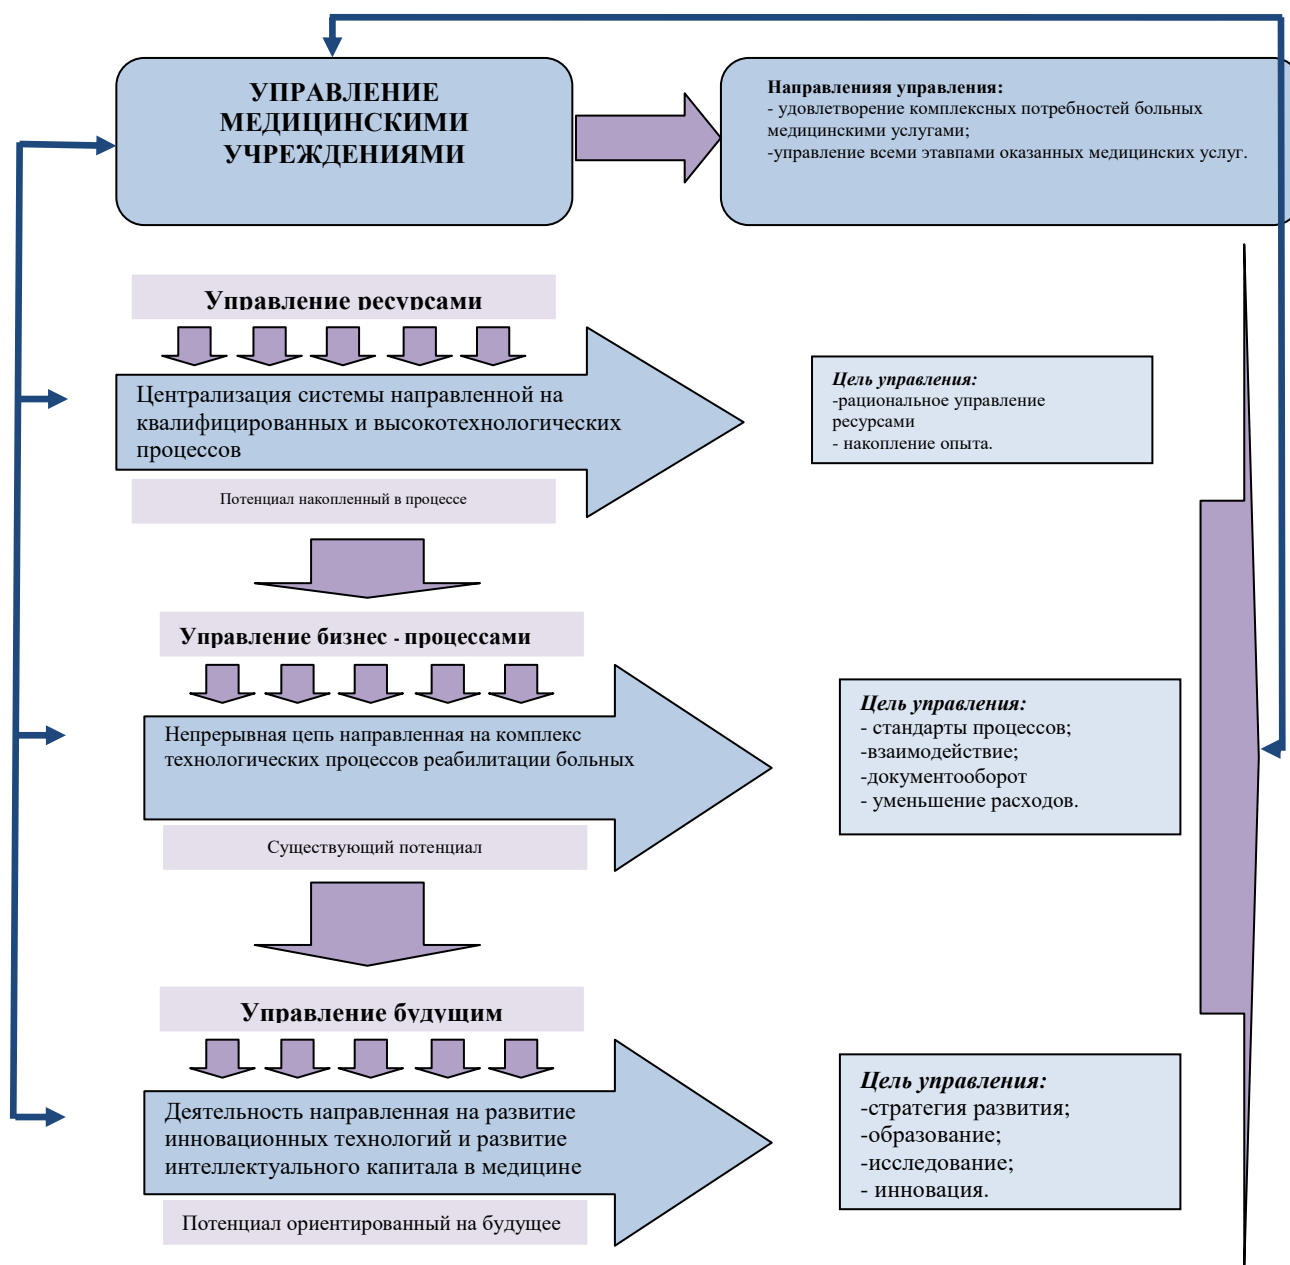 УПРАВЛЕНИЕ
МЕДИЦИНСКИМИ
УЧРЕЖДЕНИЯМИ
Направленияя управления:
- удовлетворение комплексных потребностей больных
медицинскими услугами;
-управление всеми этавпами оказанных медицинских услуг.
Управление ресурсами
Централизация системы направленной на
квалифицированных и высокотехнологических
процессов
Потенциал накопленный в процессе
Цель управления:
-рациональное управление
ресурсами
- накопление опыта.
Управление бизнес - процессами
Непрерывная цепь направленная на комплекс
технологических процессов реабилитации больных
Существующий потенциал
Цель управления:
- стандарты процессов;
-взаимодействие;
-документооборот
- уменьшение расходов.
Управление будущим
Деятельность направленная на развитие
инновационных технологий и развитие
интеллектуального капитала в медицине
Потенциал ориентированный на будущее
Цель управления:
-стратегия развития;
-образование;
-исследование;
- инновация.